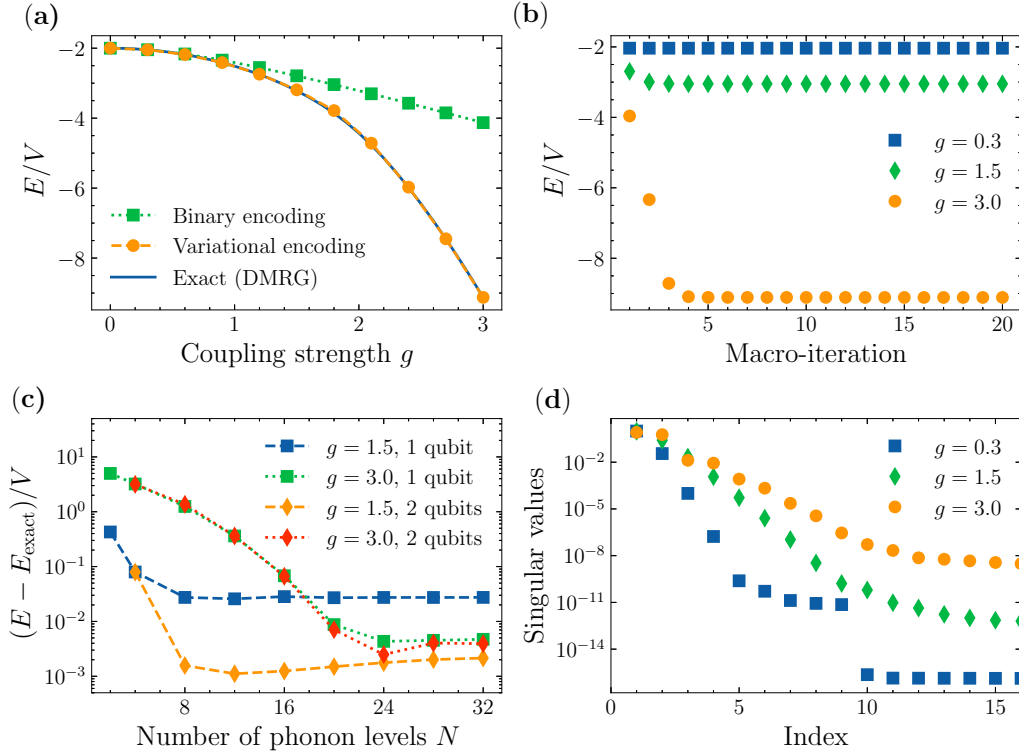 (a)
−2
−4
−6
−8
E/V
Binary encoding
Variational encoding
Exact (DMRG)
0
1
2
3
Coupling strength g
(b)
−2
−4
−6
−8
E/V
g = 0.3
g = 1.5
g = 3.0
5
10
15
20
Macro-iteration
(c)
10^1
10^0
10^−1
10^−2
10^−3
(E − E_exact)/V
g = 1.5, 1 qubit
g = 3.0, 1 qubit
g = 1.5, 2 qubits
g = 3.0, 2 qubits
8
16
24
32
Number of phonon levels N
(d)
10^−2
10^−5
10^−8
10^−11
10^−14
Singular values
g = 0.3
g = 1.5
g = 3.0
0
5
10
15
Index